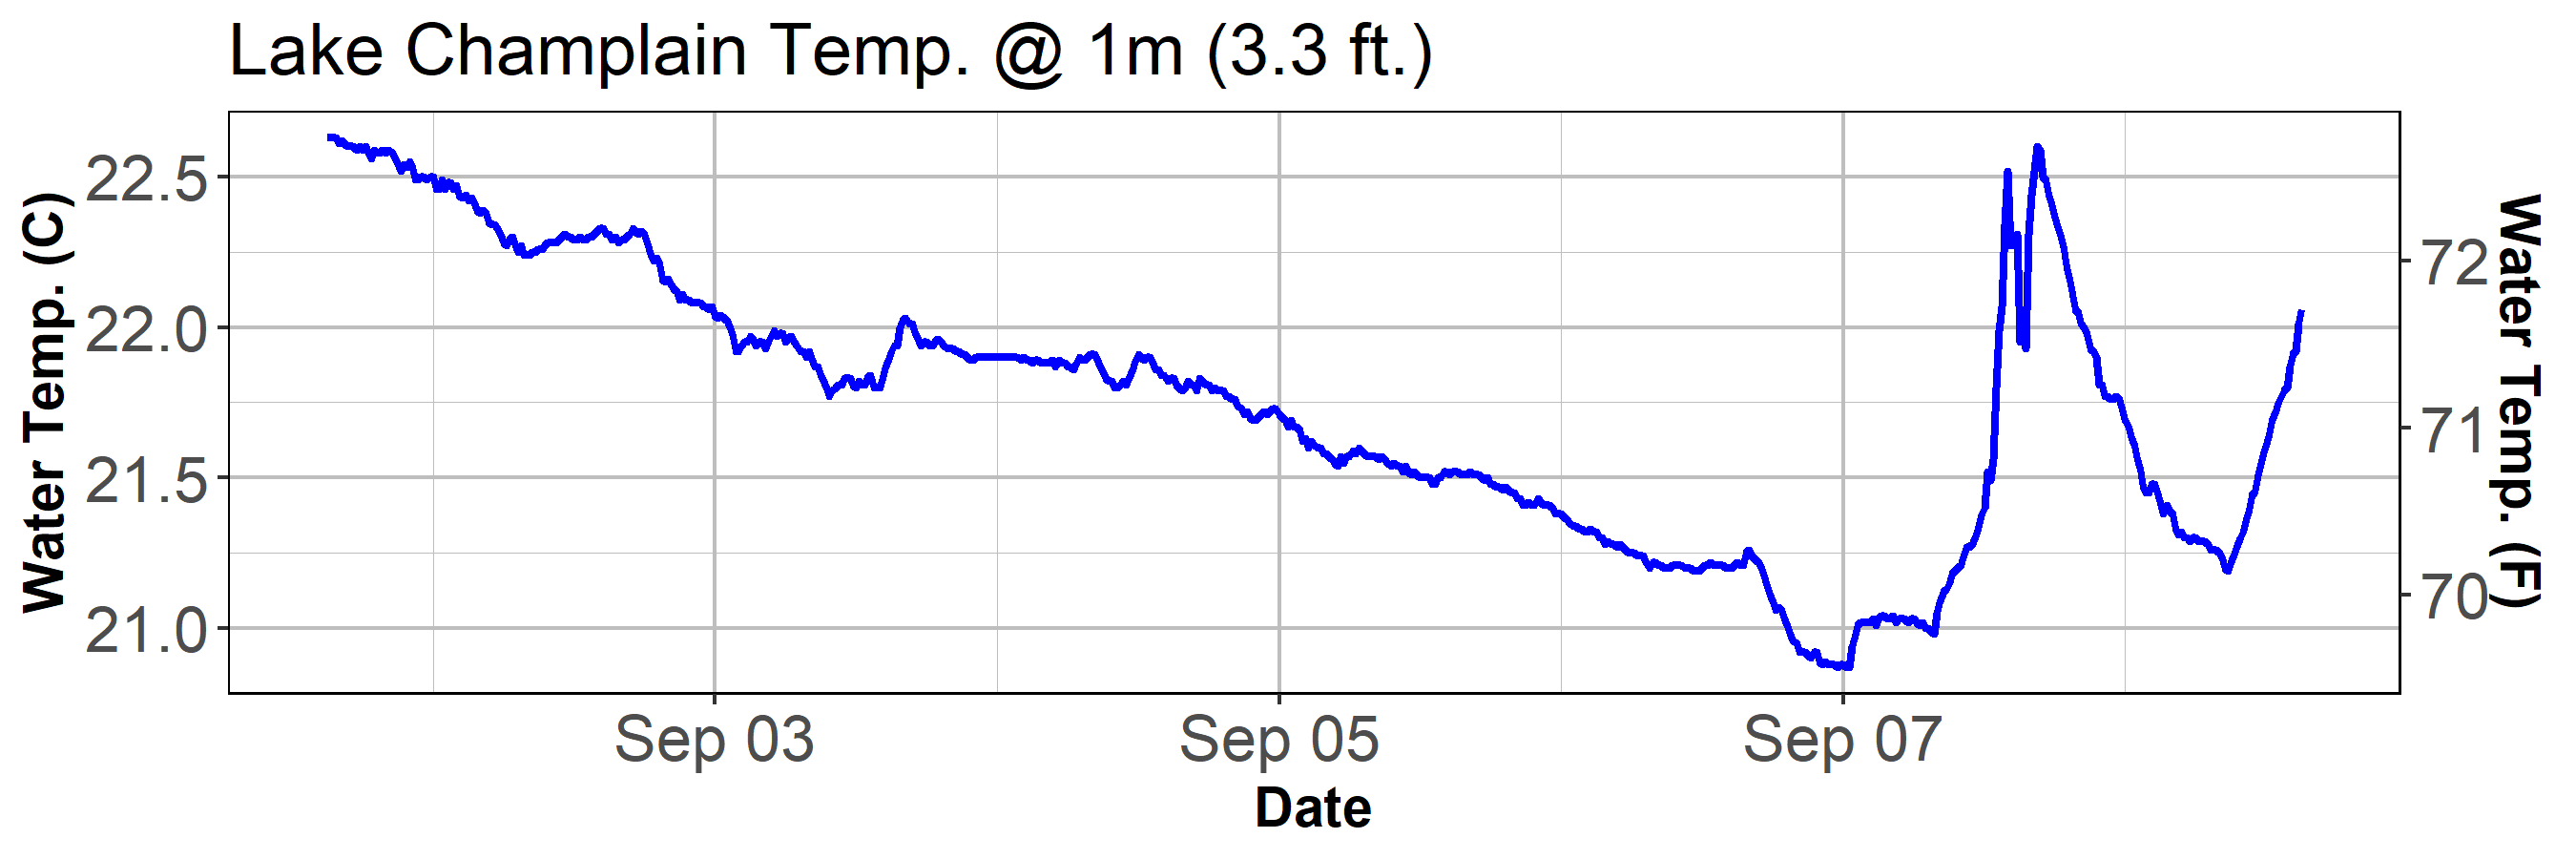 Lake Champlain Temp. @ 1m (3.3 ft.)
Water Temp. (C)
22.5
22.0
21.5
21.0
72
71
70
Water Temp. (F)
Sep 03 Sep 05 Sep 07
Date